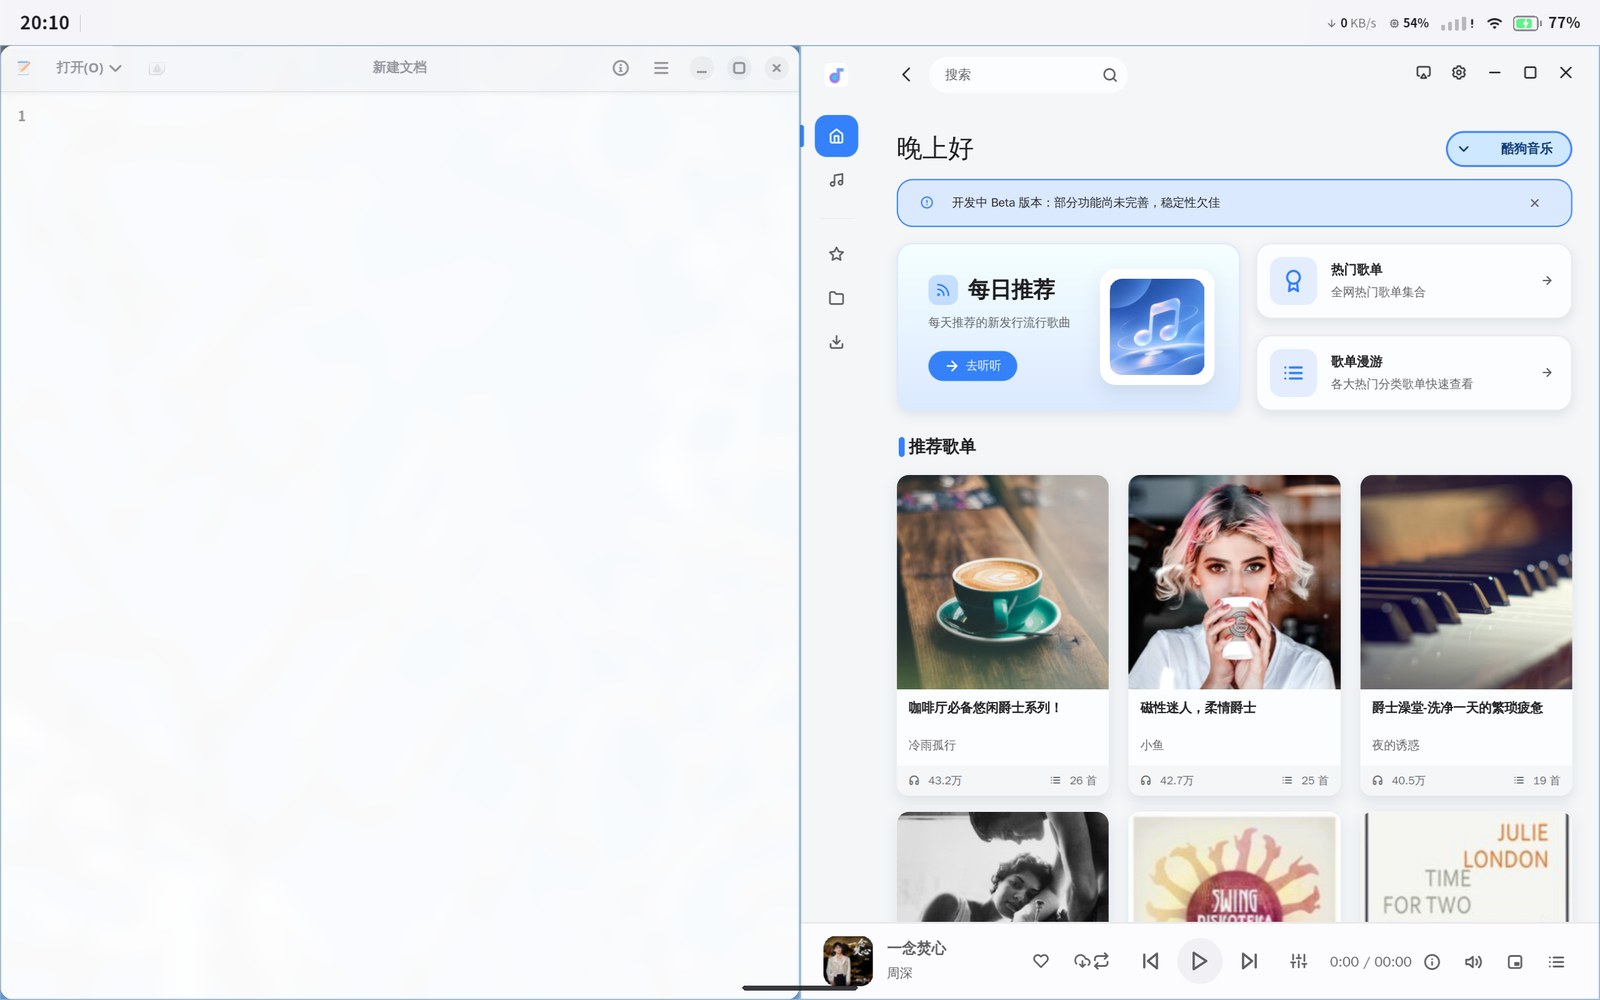 20:10
0 KB/s
54%
77%
打开(O)
新建文档
1
搜索
晚上好
酷狗音乐
开发中 Beta 版本：部分功能尚未完善，稳定性欠佳
每日推荐
每天推荐的新发行流行歌曲
去听听
热门歌单
全网热门歌单集合
歌单漫游
各大热门分类歌单快速查看
推荐歌单
咖啡厅必备悠闲爵士系列！
冷雨孤行
43.2万
26 首
磁性迷人，柔情爵士
小鱼
42.7万
25 首
爵士澡堂-洗净一天的繁琐疲惫
夜的诱惑
40.5万
19 首
SWING
DISKOTEKA
JULIE
LONDON
TIME
FOR TWO
一念焚心
周深
0:00 / 00:00